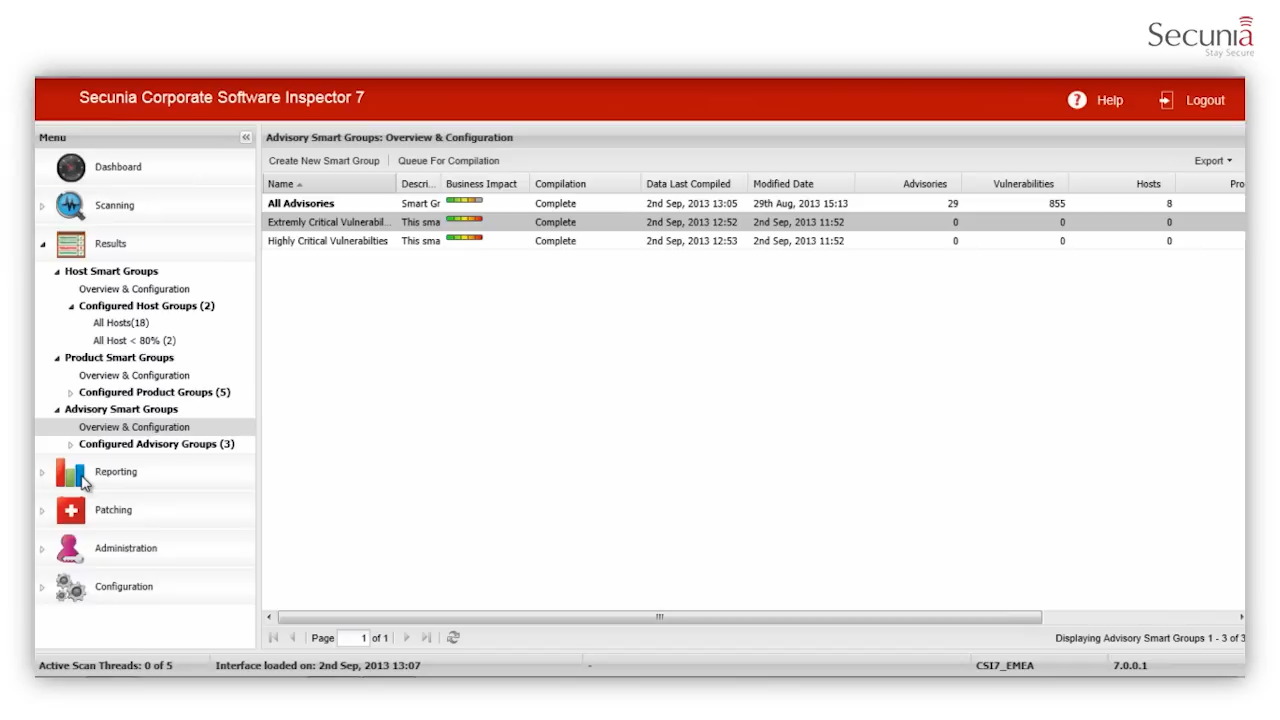 Secunia
Stay Secure
Secunia Corporate Software Inspector 7
? Help
Logout
Menu
Advisory Smart Groups: Overview & Configuration
Dashboard
Scanning
Results
Host Smart Groups
Overview & Configuration
Configured Host Groups (2)
All Hosts(18)
All Host < 80% (2)
Product Smart Groups
Overview & Configuration
Configured Product Groups (5)
Advisory Smart Groups
Overview & Configuration
Configured Advisory Groups (3)
Reporting
Patching
Administration
Configuration
Create New Smart Group Queue For Compilation Export
Name Descri... Business Impact Compilation Data Last Compiled Modified Date Advisories Vulnerabilities Hosts Pro
All Advisories Smart Gr Complete 2nd Sep, 2013 13:05 29th Aug, 2013 15:13 29 855 8
Extremly Critical Vulnerabil... This sma Complete 2nd Sep, 2013 12:52 2nd Sep, 2013 11:52 0 0 0
Highly Critical Vulnerabilties This sma Complete 2nd Sep, 2013 12:53 2nd Sep, 2013 11:52 0 0 0
Page 1 of 1 Displaying Advisory Smart Groups 1 - 3 of 3
Active Scan Threads: 0 of 5 Interface loaded on: 2nd Sep, 2013 13:07 - CSI7_EMEA 7.0.0.1